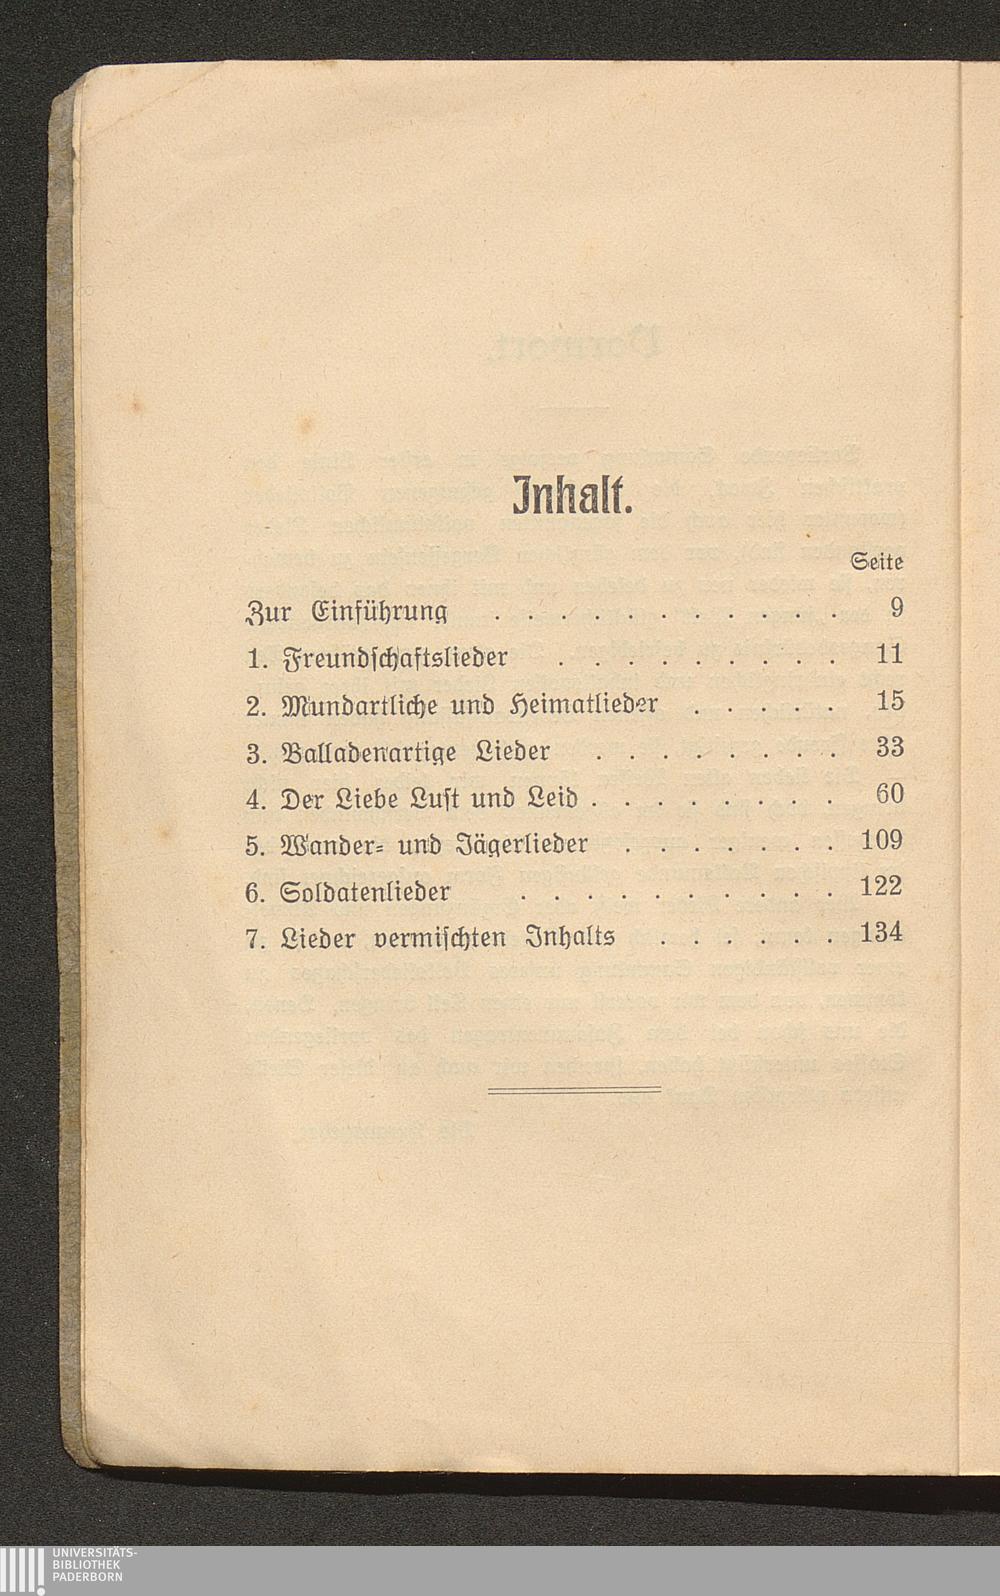 Inhalt.
Seite
Zur Einführung . . . . . . . . . . . 9
1. Freundschaftslieder . . . . . . . . . 11
2. Mundartliche und Heimatlieder . . . . . 15
3. Balladenartige Lieder . . . . . . . . 33
4. Der Liebe Lust und Leid . . . . . . . . 60
5. Wander- und Jägerlieder . . . . . . . 109
6. Soldatenlieder . . . . . . . . . . 122
7. Lieder vermischten Inhalts . . . . . . 134
UNIVERSITÄTS-
BIBLIOTHEK
PADERBORN